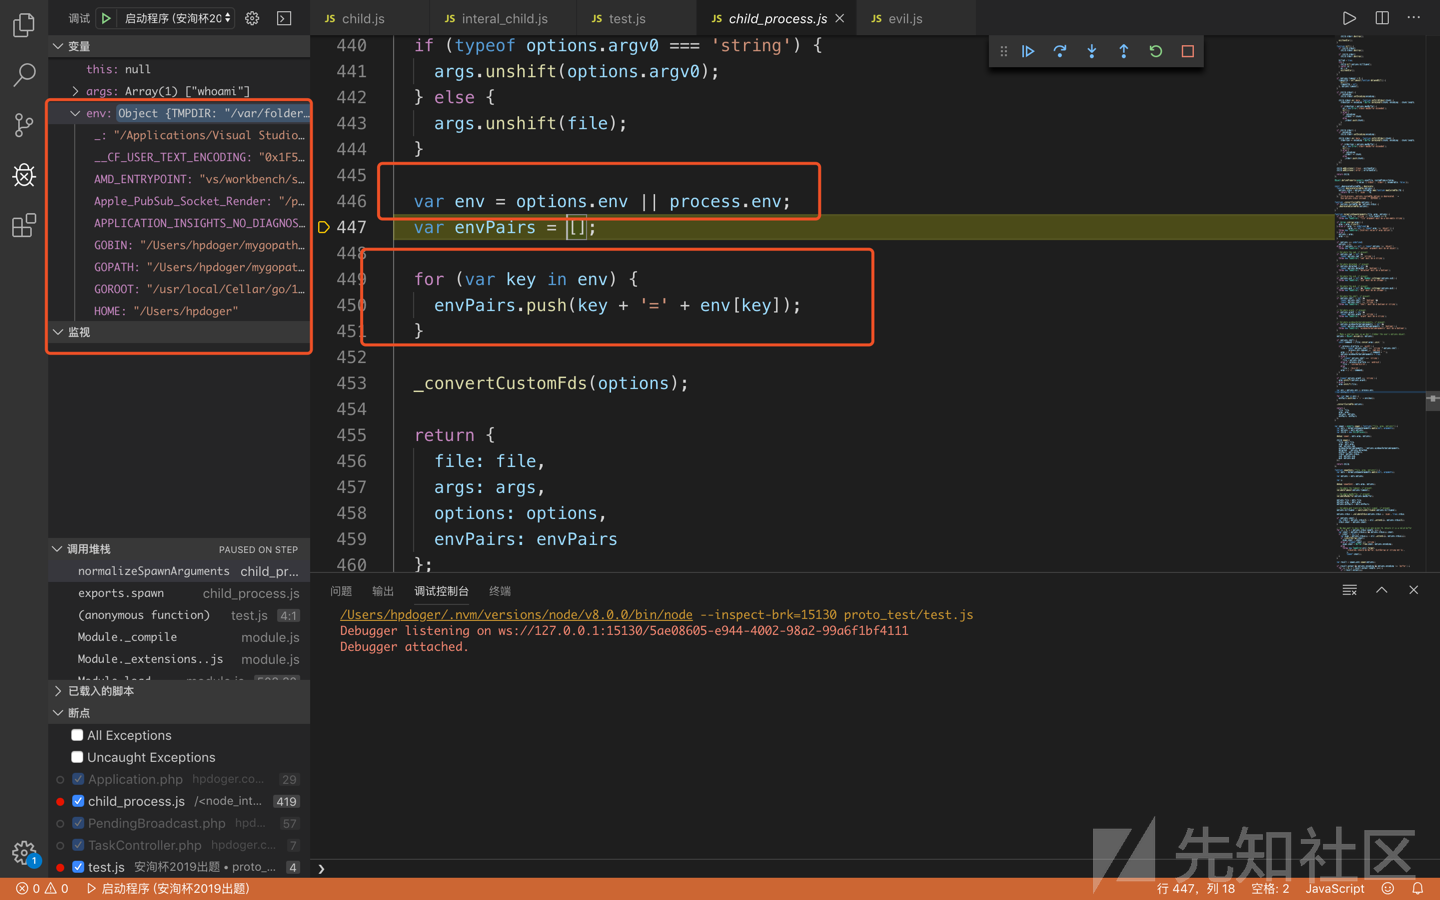 调试 启动程序 (安洵杯20
变量
this: null
args: Array(1) ["whoami"]
env: Object {TMPDIR: "/var/folder…
_: "/Applications/Visual Studio…
__CF_USER_TEXT_ENCODING: "0x1F5…
AMD_ENTRYPOINT: "vs/workbench/s…
Apple_PubSub_Socket_Render: "/p…
APPLICATION_INSIGHTS_NO_DIAGNOS…
GOBIN: "/Users/hpdoger/mygopath…
GOPATH: "/Users/hpdoger/mygopat…
GOROOT: "/usr/local/Cellar/go/1…
HOME: "/Users/hpdoger"
监视
调用堆栈 PAUSED ON STEP
normalizeSpawnArguments child_pr…
exports.spawn child_process.js
(anonymous function) test.js 4:1
Module._compile module.js
Module._extensions..js module.js
已载入的脚本
断点
All Exceptions
Uncaught Exceptions
Application.php hpdoger.co… 29
child_process.js /<node_int… 419
PendingBroadcast.php hpd… 57
TaskController.php hpdoger.c… 7
test.js 安洵杯2019出题 • proto_… 4
JS child.js
JS interal_child.js
JS test.js
JS child_process.js
JS evil.js
440 if (typeof options.argv0 === 'string') {
441 args.unshift(options.argv0);
442 } else {
443 args.unshift(file);
444 }
445
446 var env = options.env || process.env;
447 var envPairs = [];
448
449 for (var key in env) {
450 envPairs.push(key + '=' + env[key]);
451 }
452
453 _convertCustomFds(options);
454
455 return {
456 file: file,
457 args: args,
458 options: options,
459 envPairs: envPairs
460 };
问题 输出 调试控制台 终端
/Users/hpdoger/.nvm/versions/node/v8.0.0/bin/node --inspect-brk=15130 proto_test/test.js
Debugger listening on ws://127.0.0.1:15130/5ae08605-e944-4002-98a2-99a6f1bf4111
Debugger attached.
先知社区
1
0 0 启动程序 (安洵杯2019出题)
行 447，列 18 空格: 2 JavaScript